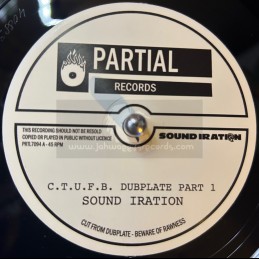 PARTIAL
RECORDS
THIS RECORDING SHOULD NOT BE RESOLD
COPIED OR PLAYED IN PUBLIC WITHOUT LICENCE
PRTL7094 A - 45 RPM
SOUND IRATION
C.T.U.F.B. DUBPLATE PART 1
SOUND IRATION
CUT FROM DUBPLATE - BEWARE OF RAWNESS